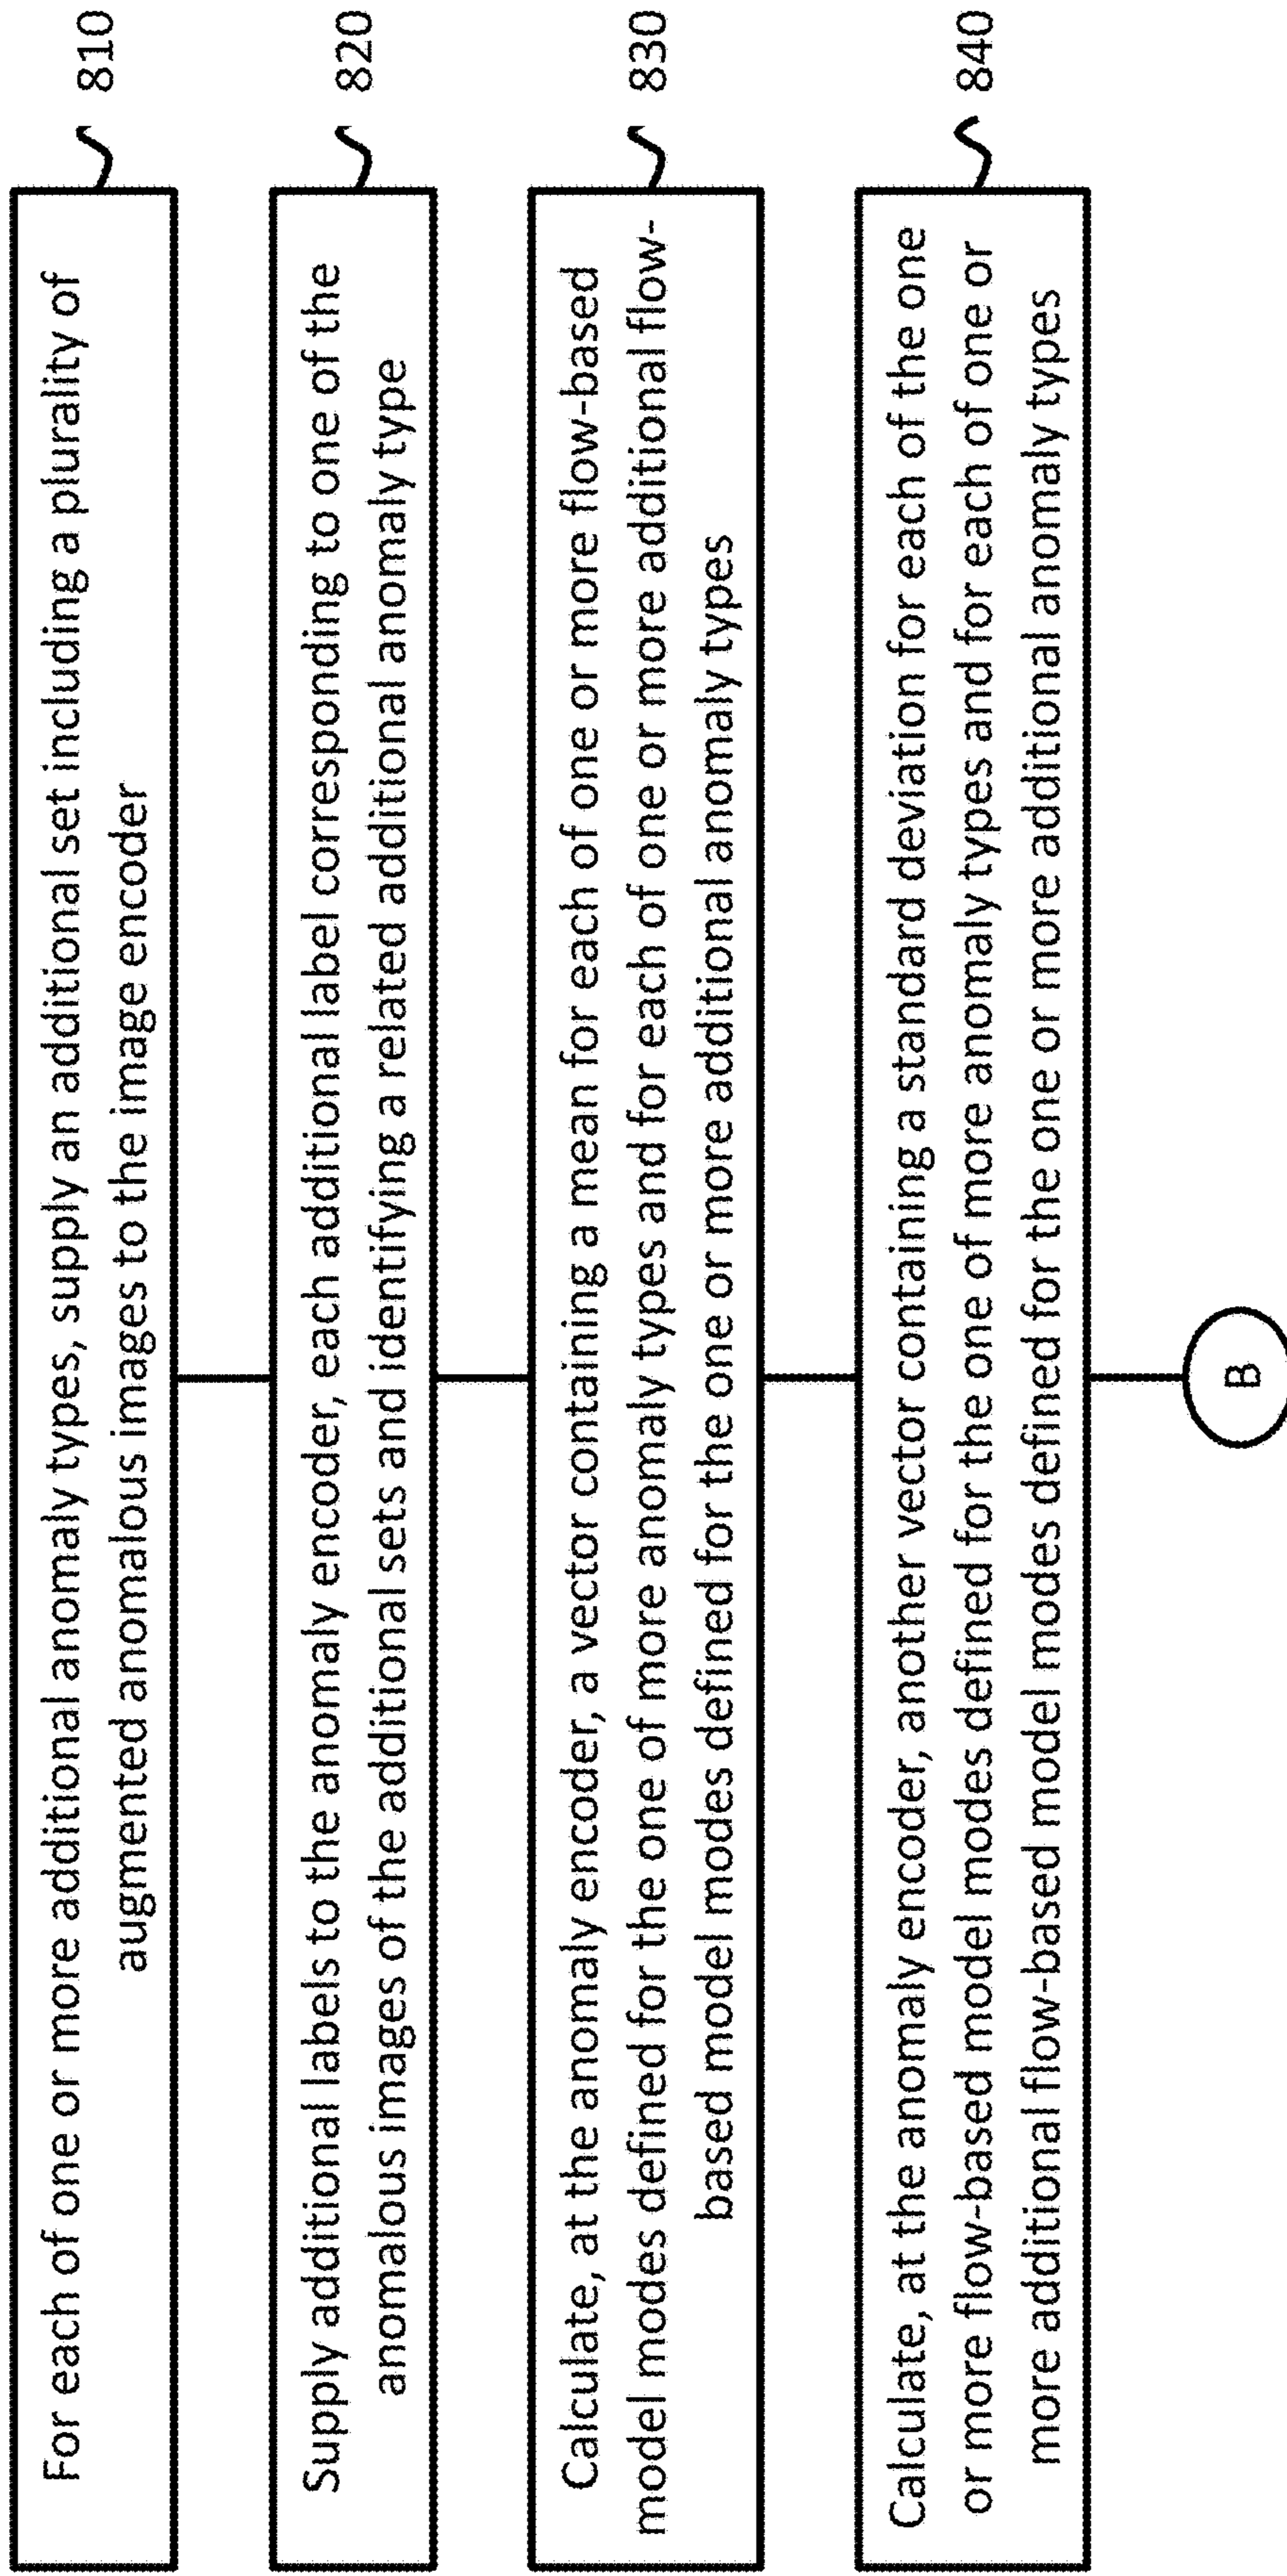 For each of one or more additional anomaly types, supply an additional set including a plurality of
augmented anomalous images to the image encoder
810
Supply additional labels to the anomaly encoder, each additional label corresponding to one of the
anomalous images of the additional sets and identifying a related additional anomaly type
820
Calculate, at the anomaly encoder, a vector containing a mean for each of one or more flow-based
model modes defined for the one of more anomaly types and for each of one or more additional flow-
based model modes defined for the one or more additional anomaly types
830
Calculate, at the anomaly encoder, another vector containing a standard deviation for each of the one
or more flow-based model modes defined for the one of more anomaly types and for each of one or
more additional flow-based model modes defined for the one or more additional anomaly types
840
B